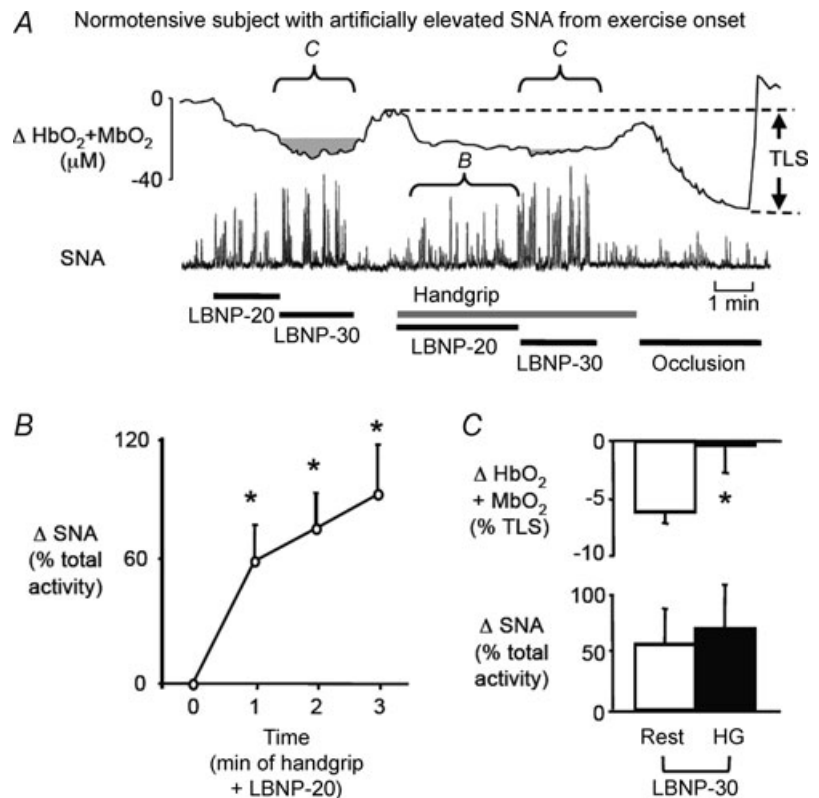 A Normotensive subject with artificially elevated SNA from exercise onset
C
C
0
Δ HbO2+MbO2
(μM)
-40
TLS
B
SNA
1 min
LBNP-20
LBNP-30
Handgrip
LBNP-20
LBNP-30
Occlusion
B
120
Δ SNA
(% total
activity)
60
0
* * *
0 1 2 3
Time
(min of handgrip
+ LBNP-20)
C
0
Δ HbO2
+ MbO2
(% TLS)
-5
-10
*
100
Δ SNA
(% total
activity)
50
0
Rest HG
LBNP-30